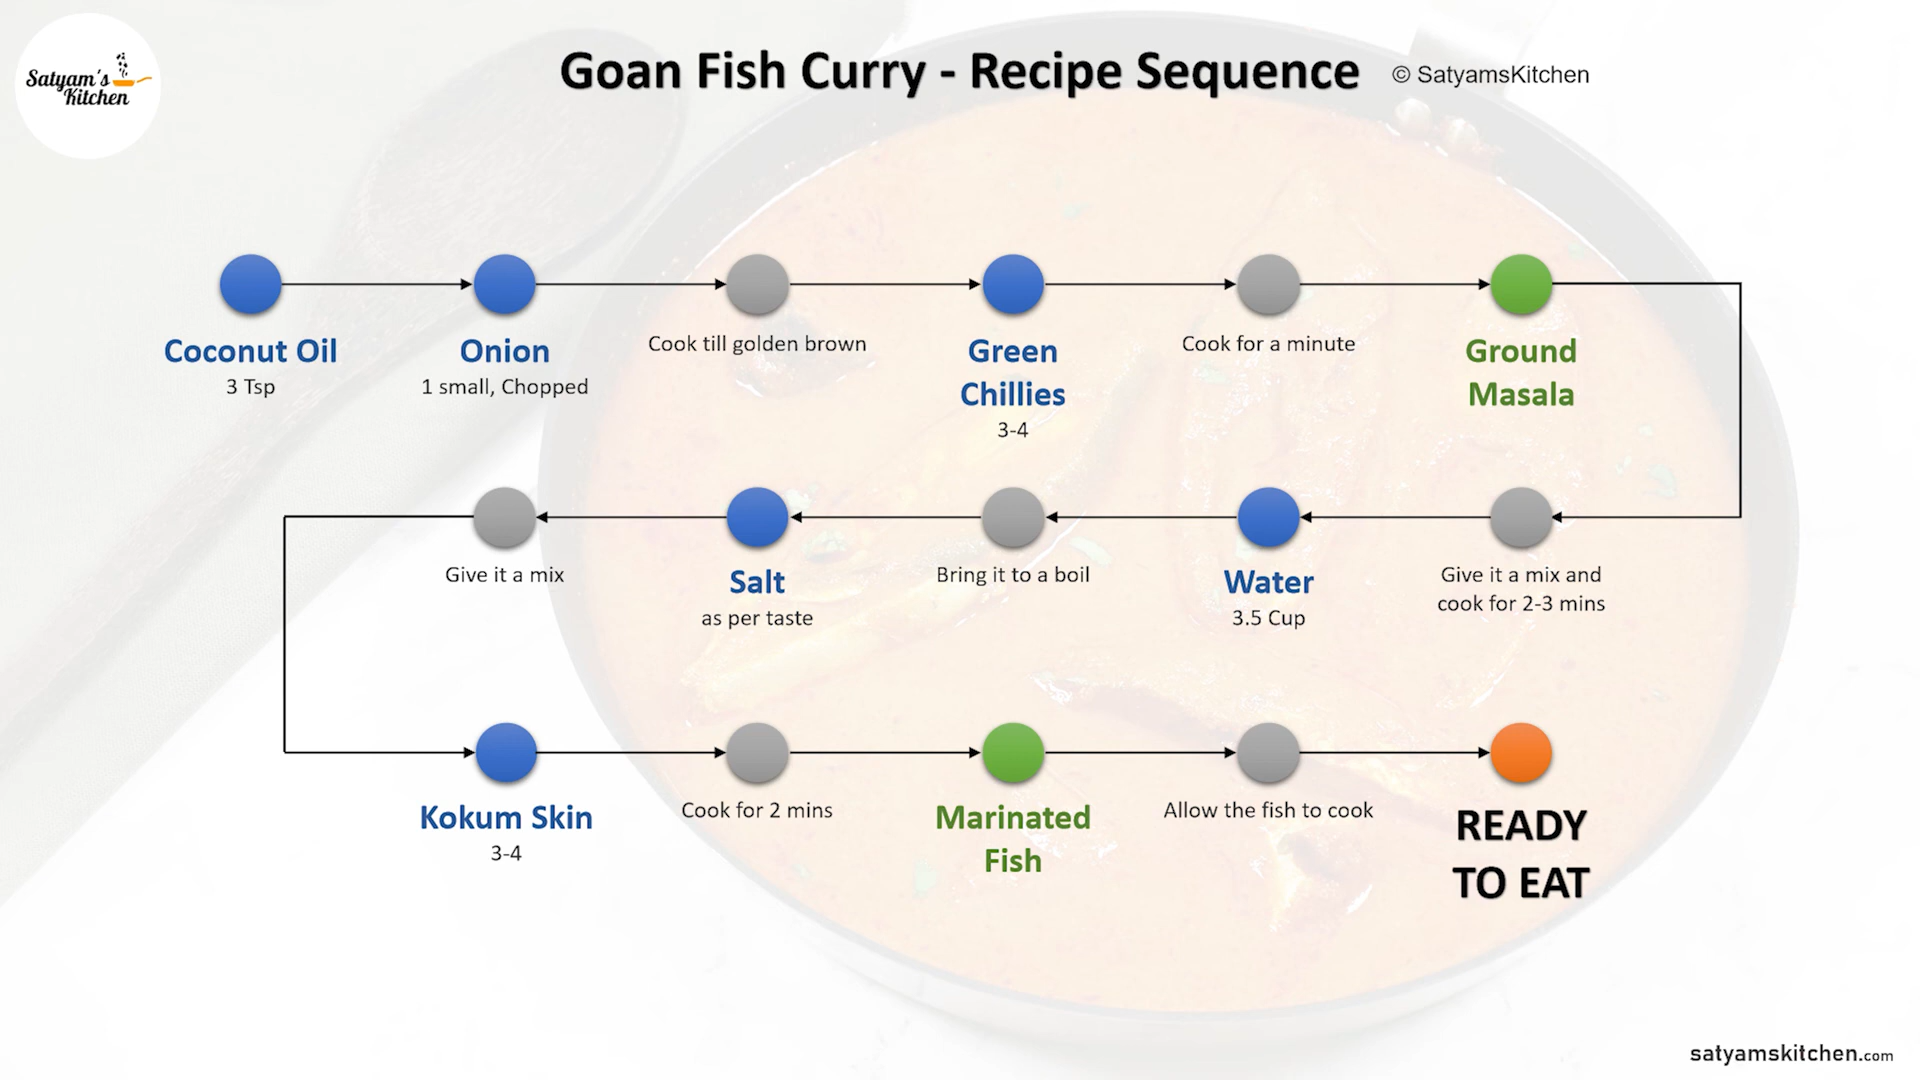 Satyam's
Kitchen
Goan Fish Curry - Recipe Sequence
© SatyamsKitchen
Coconut Oil
3 Tsp
Onion
1 small, Chopped
Cook till golden brown
Green
Chillies
3-4
Cook for a minute
Ground
Masala
Give it a mix and
cook for 2-3 mins
Water
3.5 Cup
Bring it to a boil
Salt
as per taste
Give it a mix
Kokum Skin
3-4
Cook for 2 mins
Marinated
Fish
Allow the fish to cook
READY
TO EAT
satyamskitchen.com